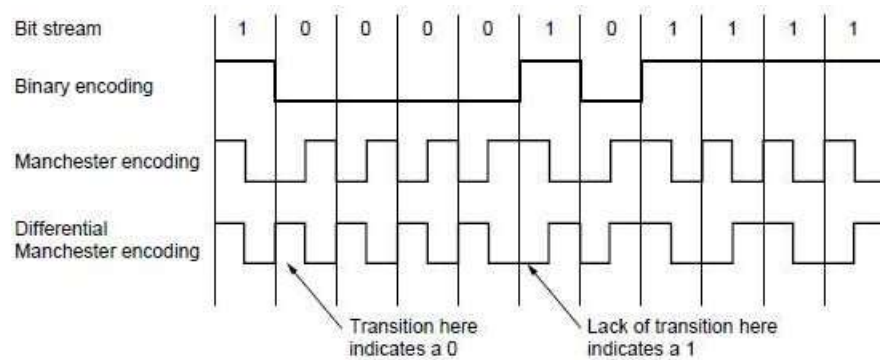 Bit stream 1 0 0 0 0 1 0 1 1 1 1
Binary encoding
Manchester encoding
Differential
Manchester encoding
Transition here
indicates a 0
Lack of transition here
indicates a 1